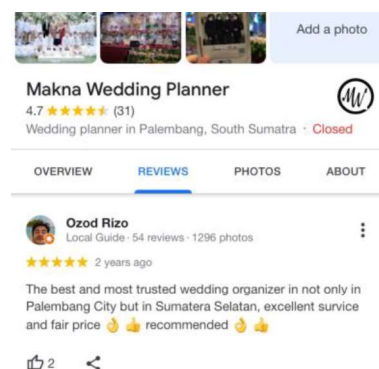 Add a photo
Makna Wedding Planner
MW
4.7 (31)
Wedding planner in Palembang, South Sumatra · Closed
OVERVIEW REVIEWS PHOTOS ABOUT
Ozod Rizo
Local Guide · 54 reviews · 1296 photos
2 years ago
The best and most trusted wedding organizer in not only in
Palembang City but in Sumatera Selatan, excellent survice
and fair price 👌 👍 recommended 👌 👍
2